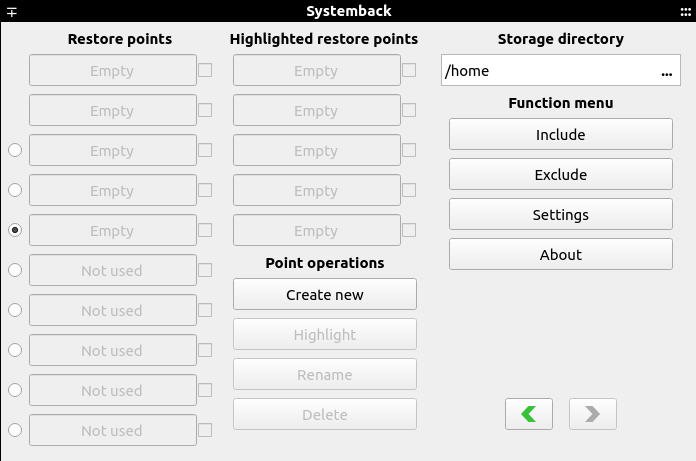 Systemback
Restore points
Empty
Empty
Empty
Empty
Empty
Not used
Not used
Not used
Not used
Not used
Highlighted restore points
Empty
Empty
Empty
Empty
Empty
Point operations
Create new
Highlight
Rename
Delete
Storage directory
/home
...
Function menu
Include
Exclude
Settings
About